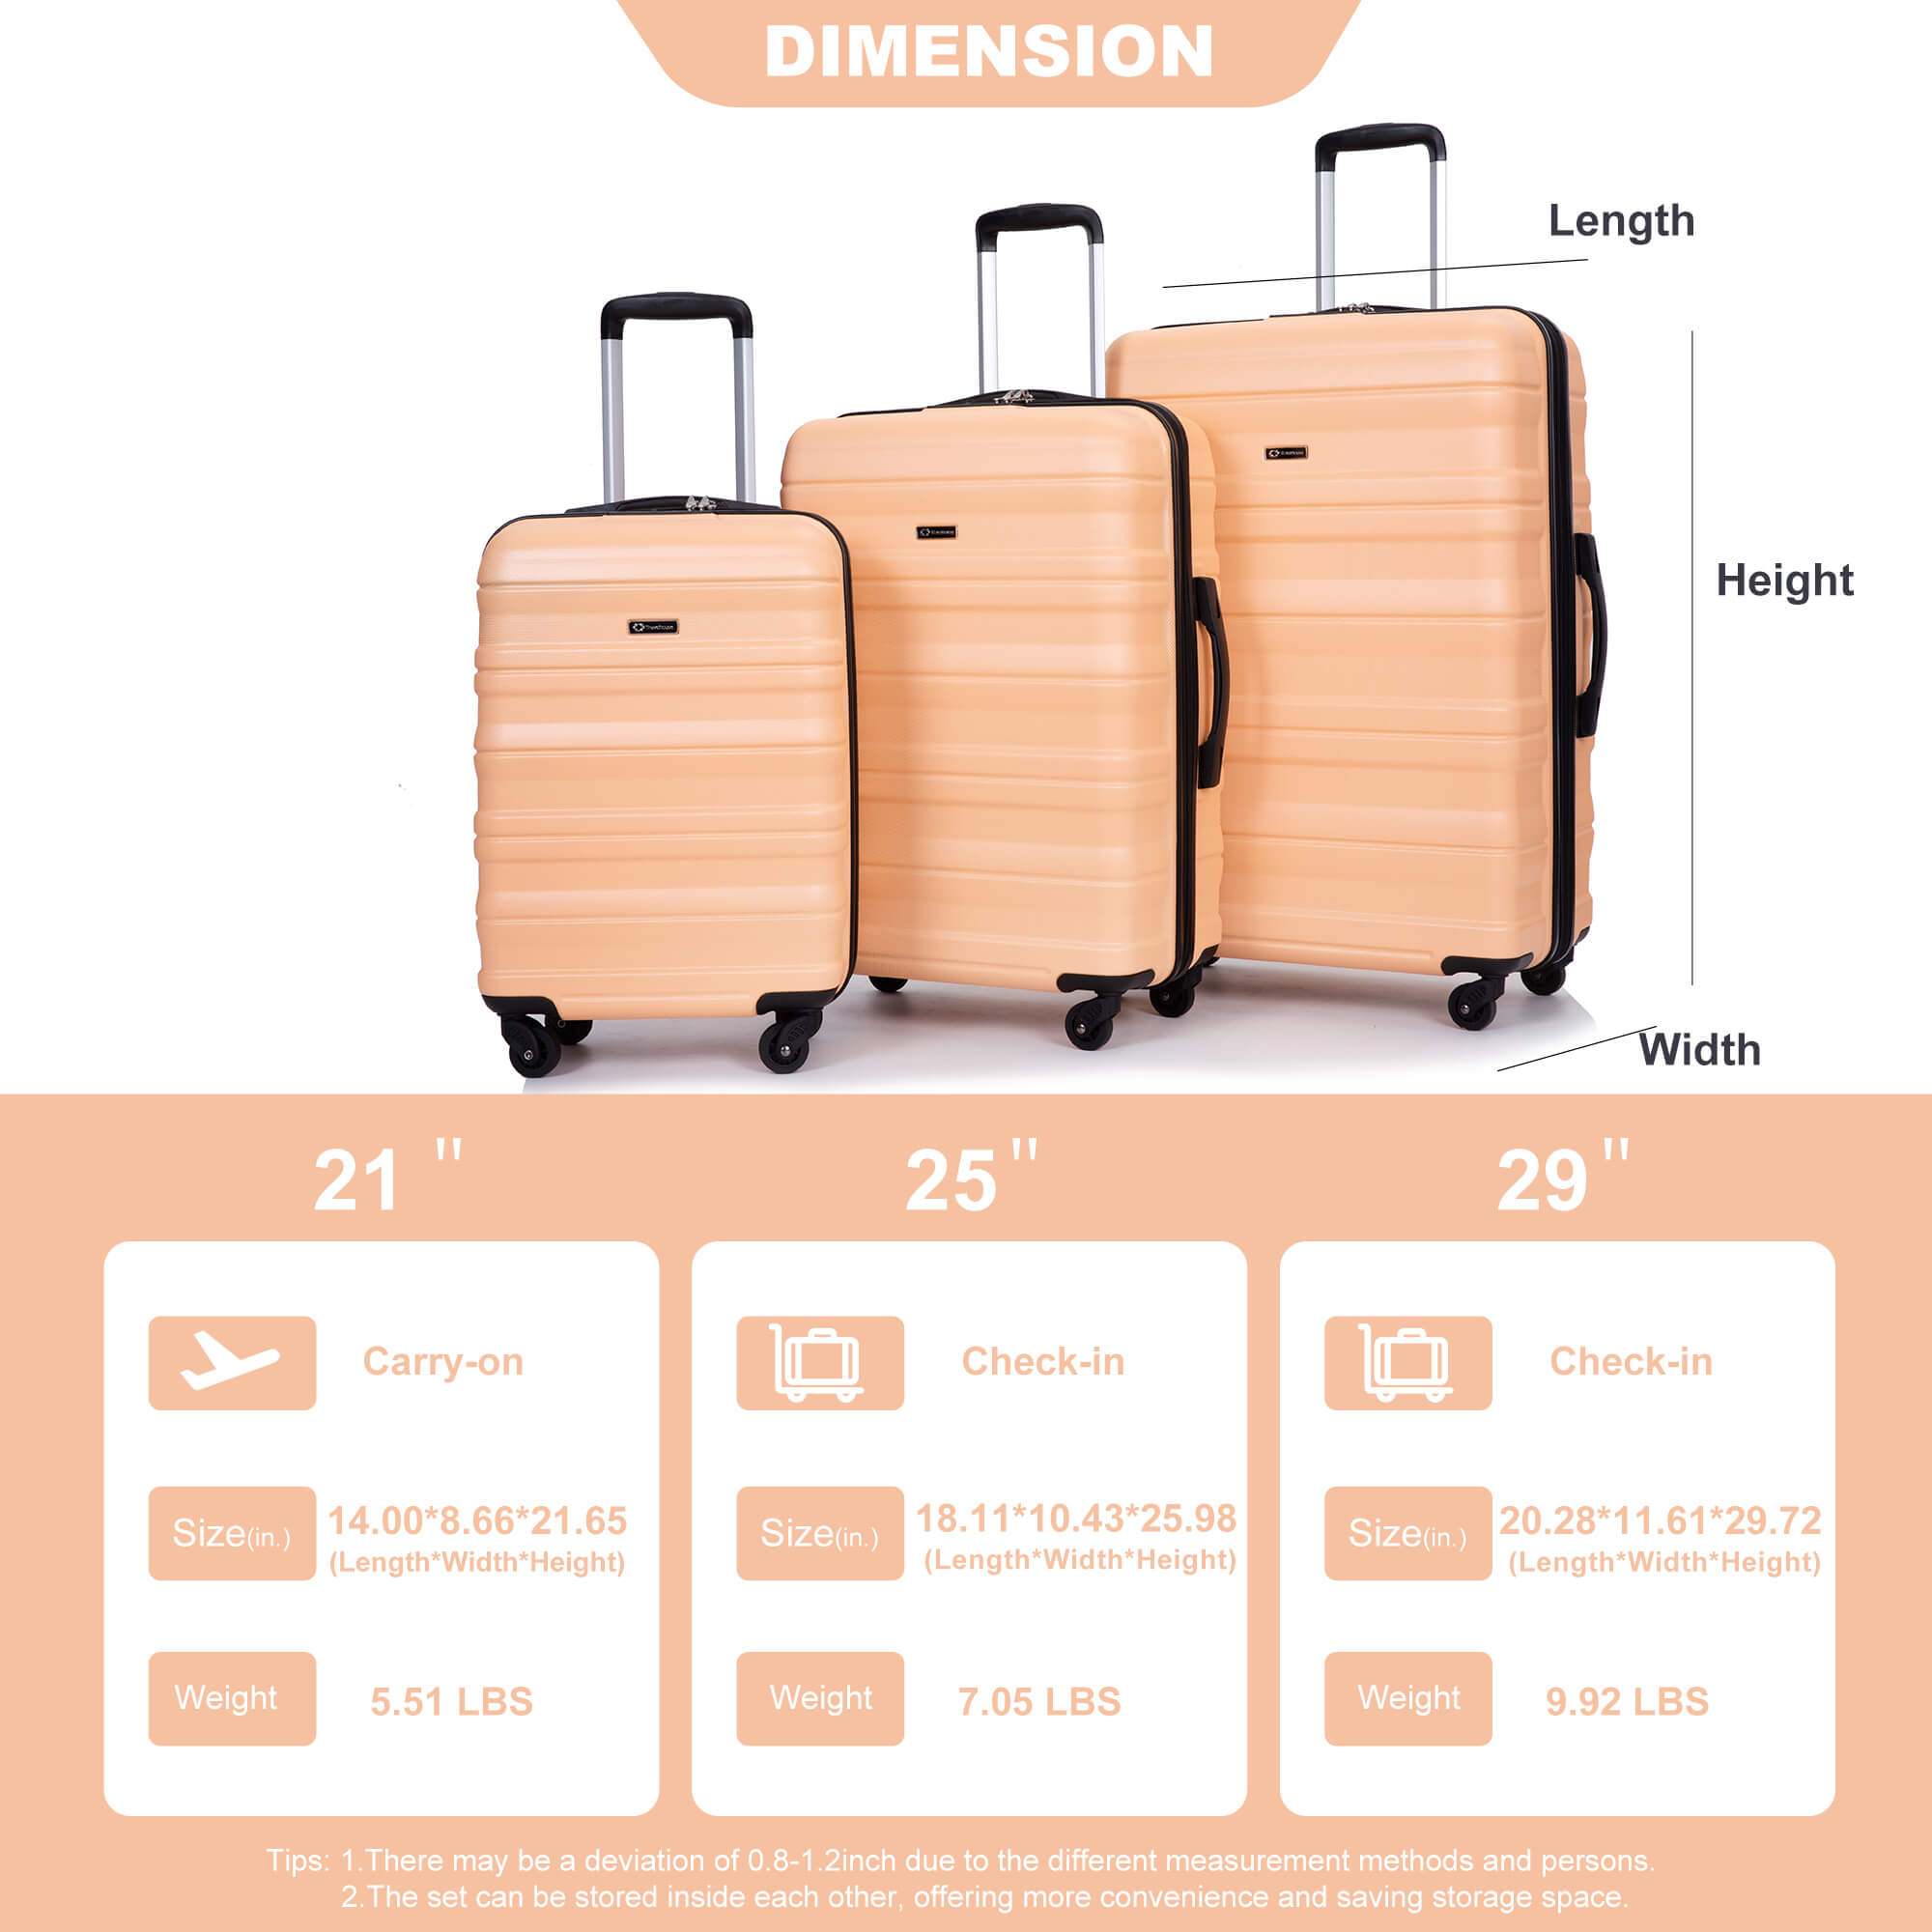 DIMENSION
Length
Height
Width
21 "
25"
29"
Carry-on
Size(in.)
14.00*8.66*21.65
(Length*Width*Height)
Weight
5.51 LBS
Check-in
Size(in.)
18.11*10.43*25.98
(Length*Width*Height)
Weight
7.05 LBS
Check-in
Size(in.)
20.28*11.61*29.72
(Length*Width*Height)
Weight
9.92 LBS
Tips: 1.There may be a deviation of 0.8-1.2inch due to the different measurement methods and persons.
2.The set can be stored inside each other, offering more convenience and saving storage space.